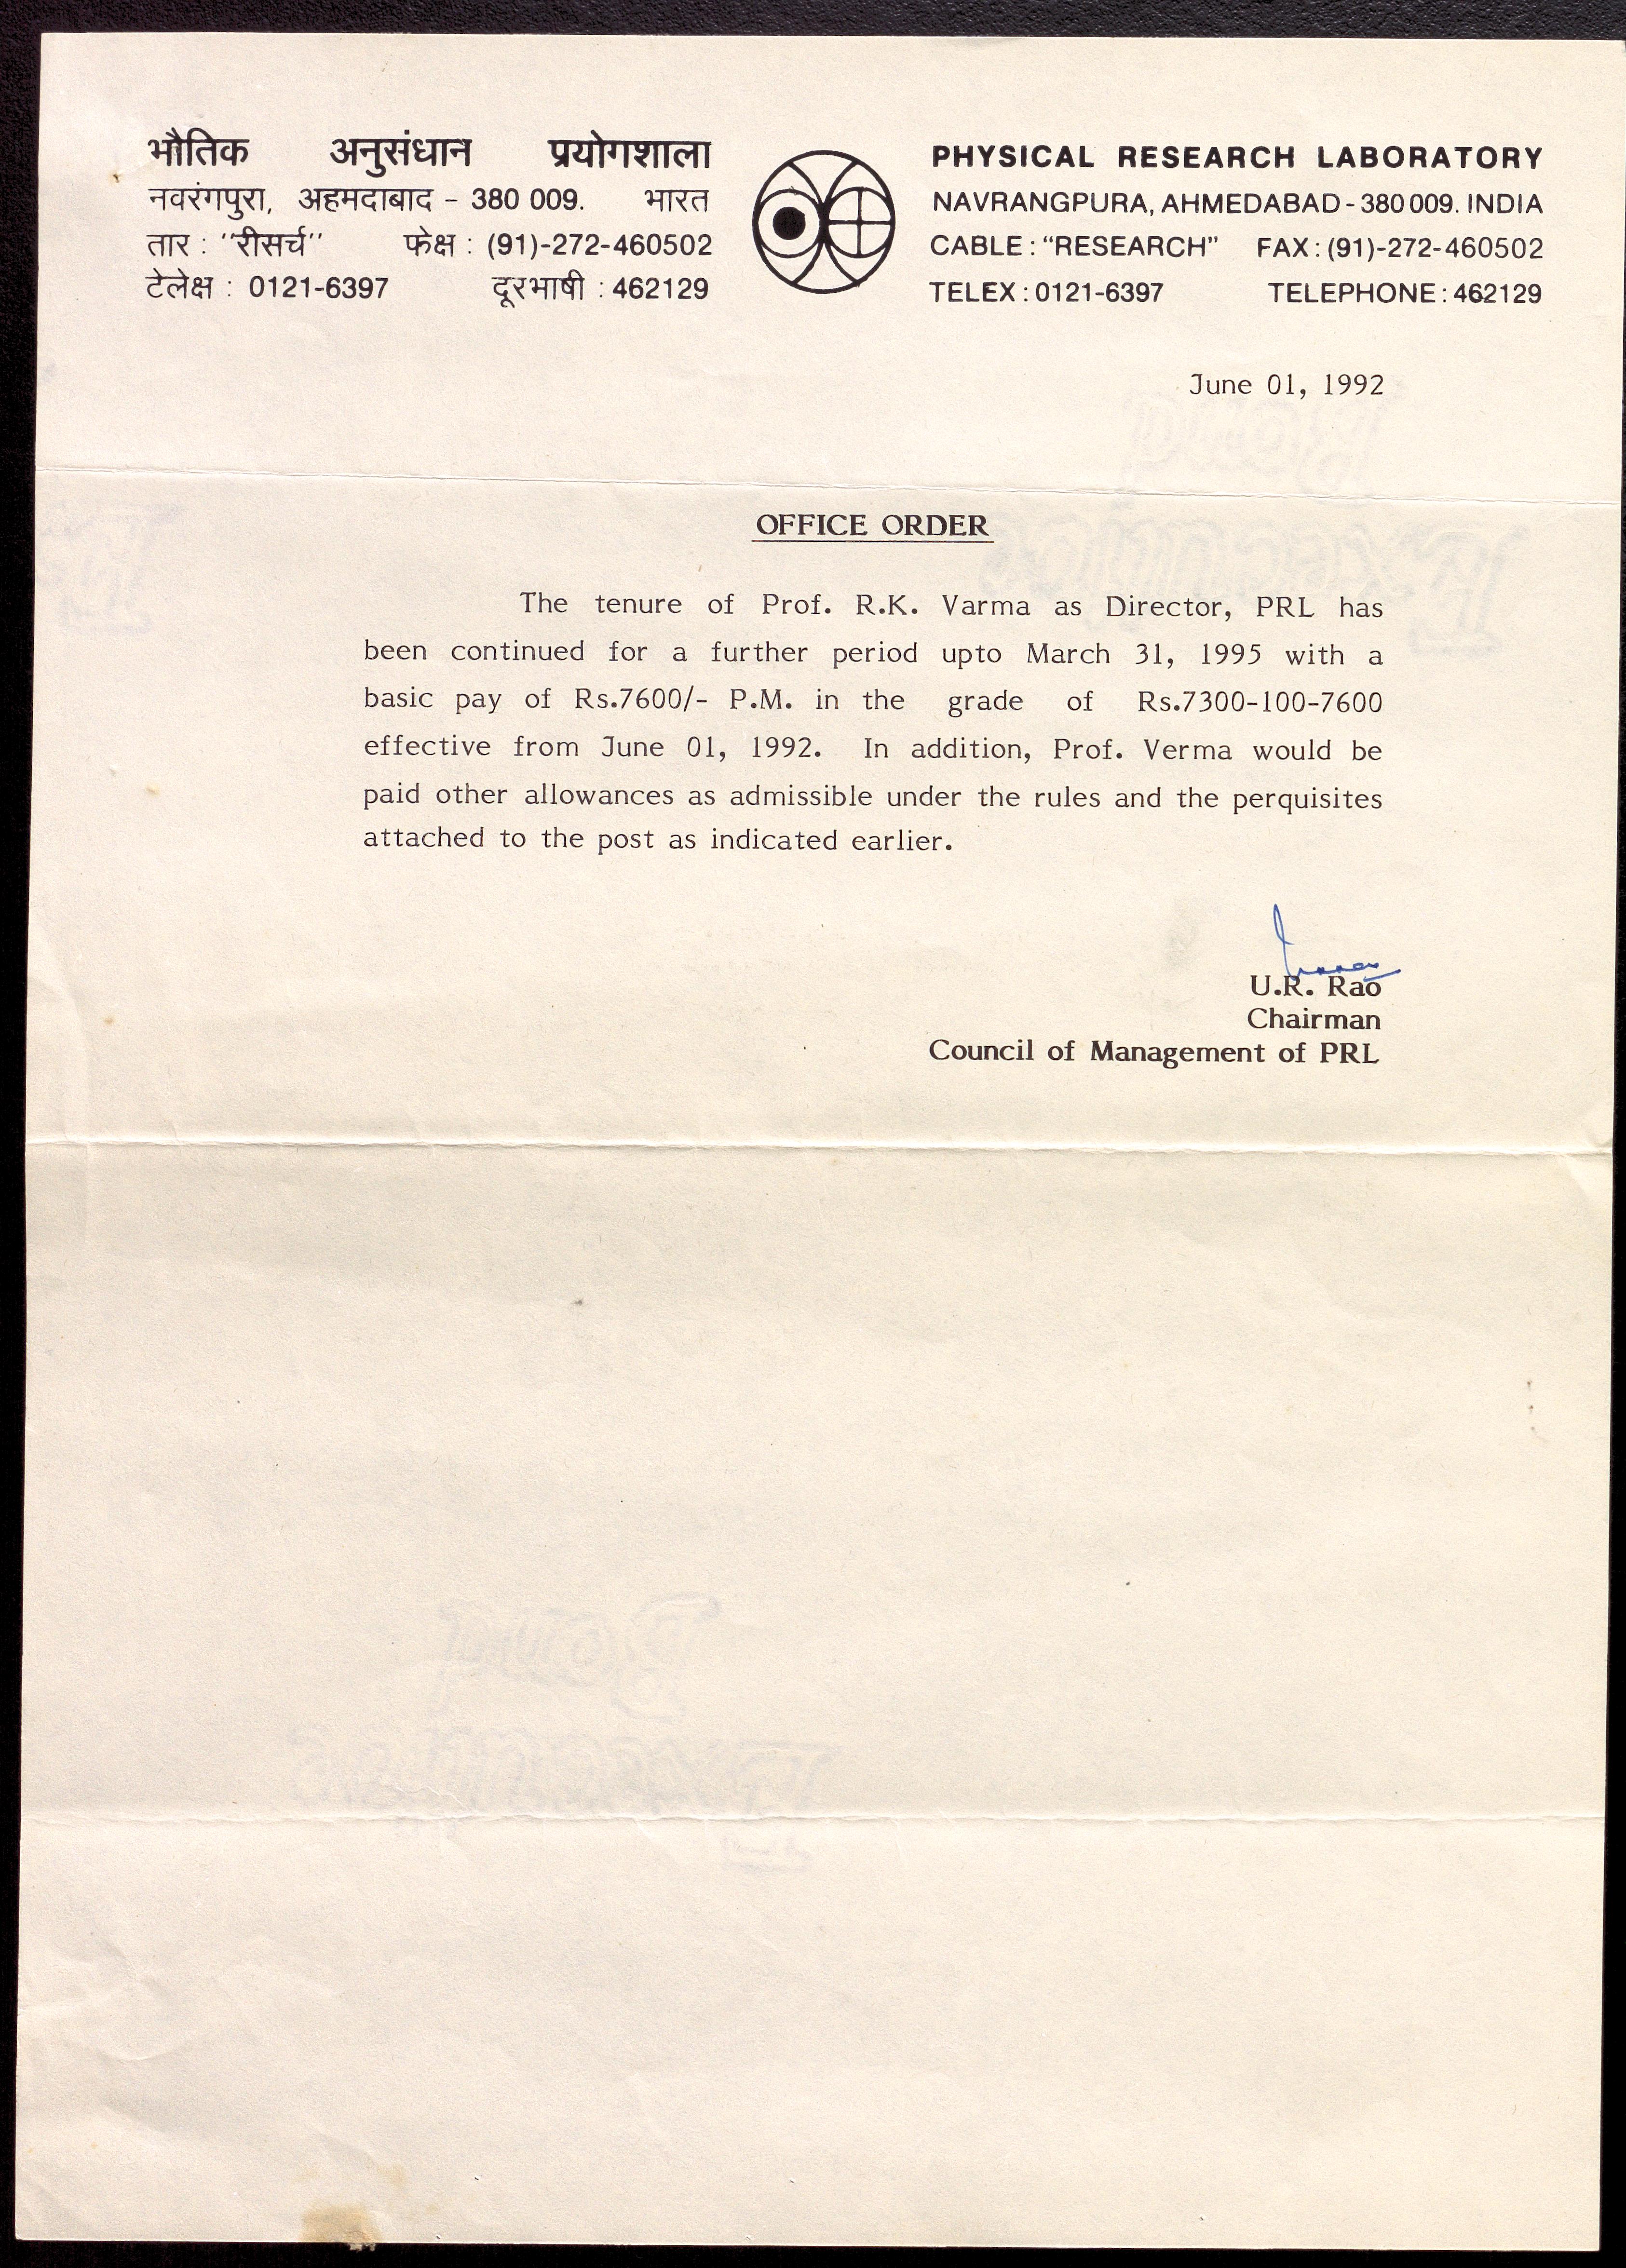 भौतिक अनुसंधान प्रयोगशाला
नवरंगपुरा, अहमदाबाद - 380 009. भारत
तार : ''रीसर्च'' फेक्ष : (91)-272-460502
टेलेक्ष : 0121-6397 दूरभाषी : 462129
PHYSICAL RESEARCH LABORATORY
NAVRANGPURA, AHMEDABAD - 380 009. INDIA
CABLE : “RESEARCH” FAX : (91)-272-460502
TELEX : 0121-6397 TELEPHONE : 462129
June 01, 1992
OFFICE ORDER
The tenure of Prof. R.K. Varma as Director, PRL has
been continued for a further period upto March 31, 1995 with a
basic pay of Rs.7600/- P.M. in the grade of Rs.7300-100-7600
effective from June 01, 1992. In addition, Prof. Verma would be
paid other allowances as admissible under the rules and the perquisites
attached to the post as indicated earlier.
U.R. Rao
Chairman
Council of Management of PRL